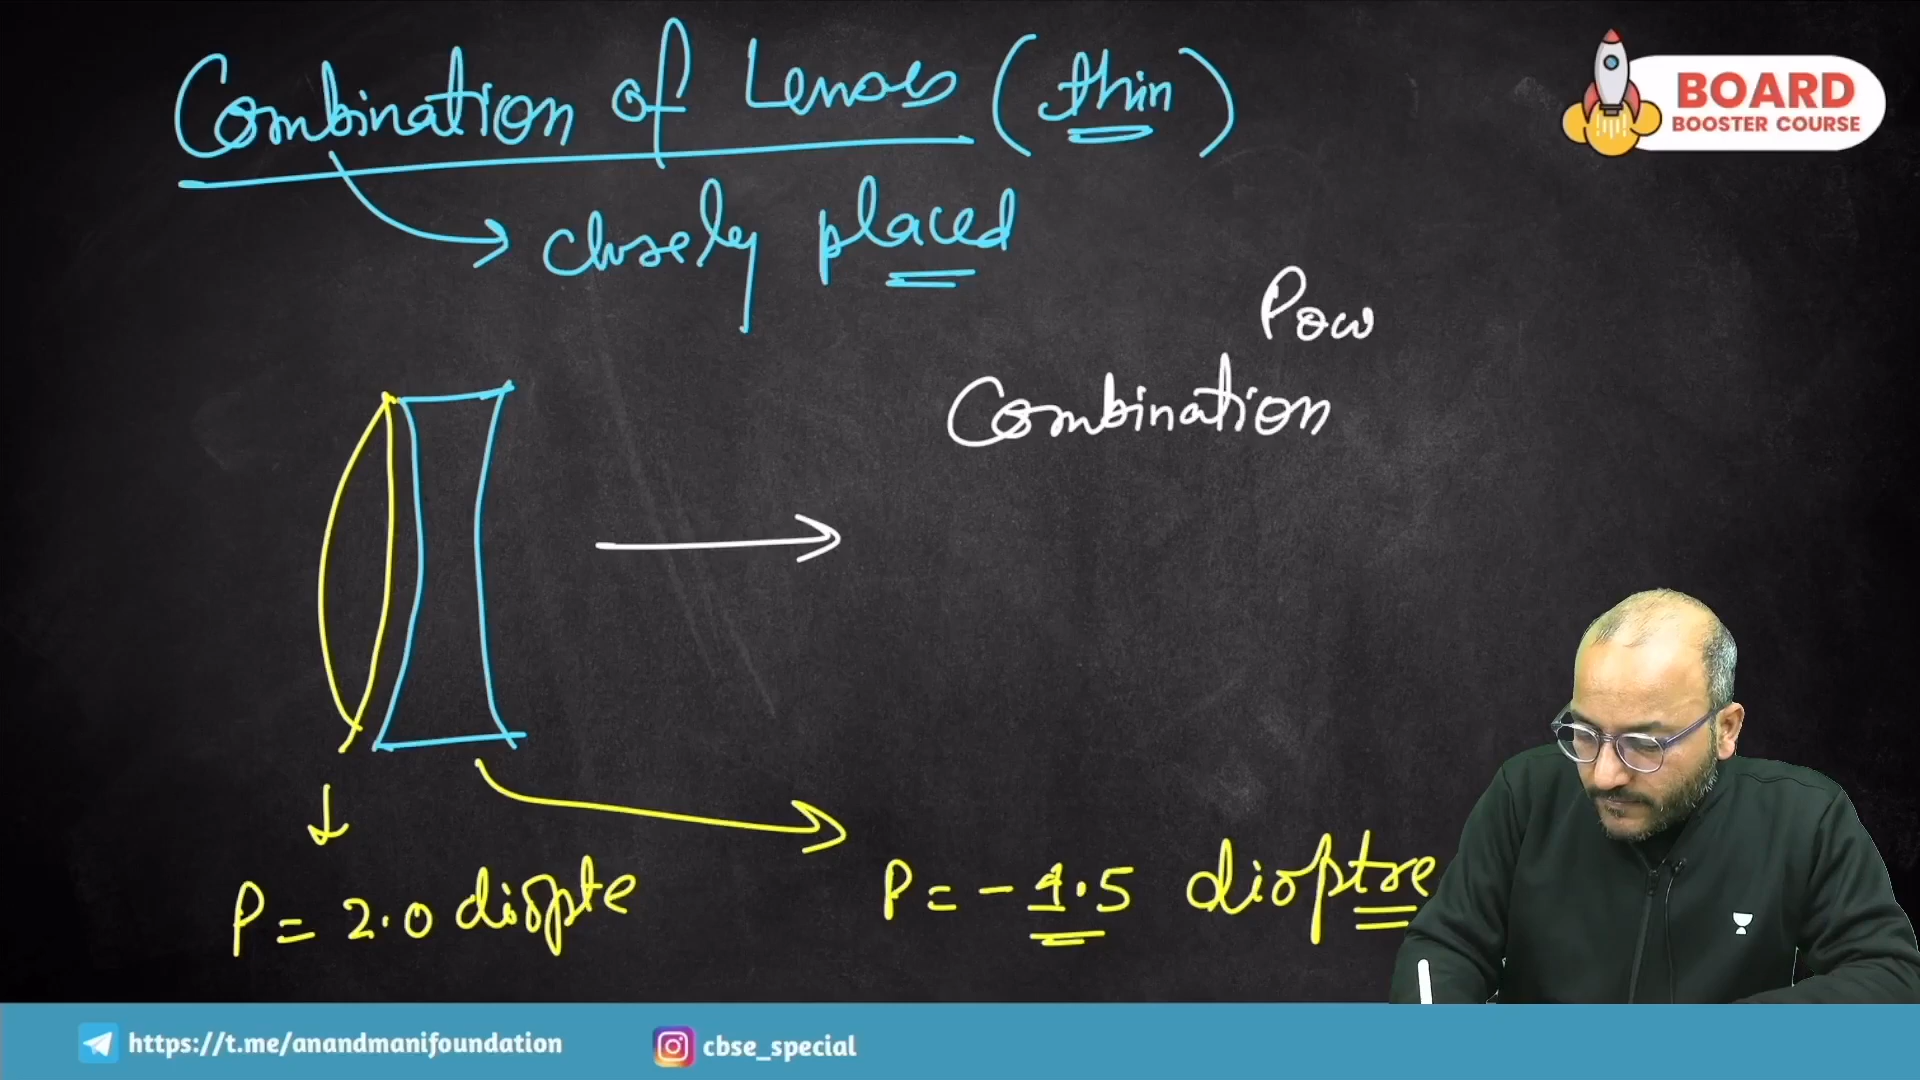 Combination of Lenses (thin)
closely placed
Pow
Combination
P = 2.0 diopte
P = - 1.5 dioptre
BOARD
BOOSTER COURSE
https://t.me/anandmanifoundation
cbse_special